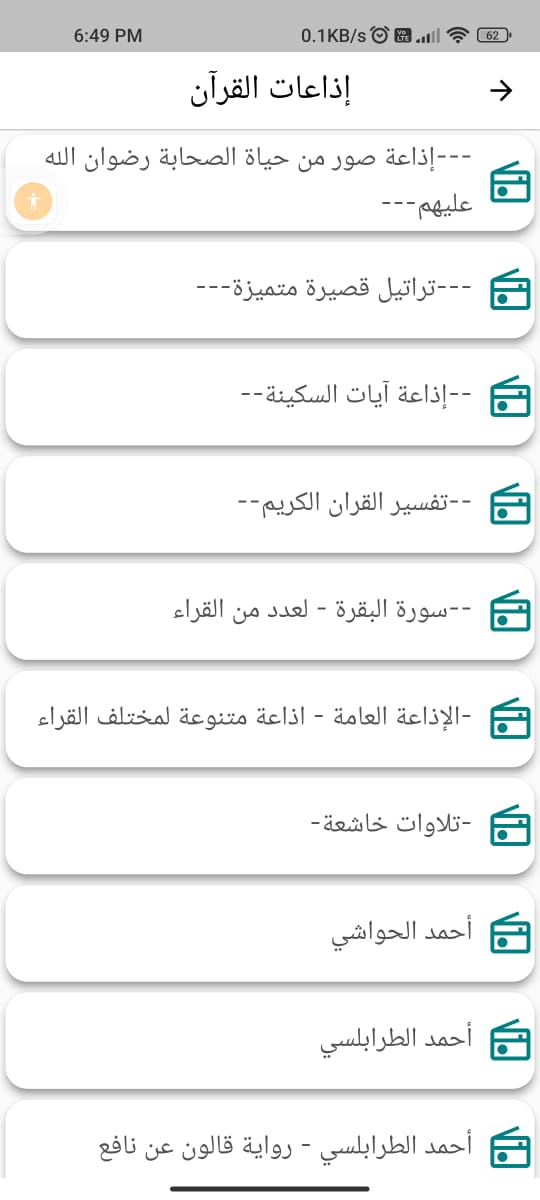 6:49 PM
0.1KB/s
Vo LTE
62
إذاعات القرآن
---إذاعة صور من حياة الصحابة رضوان الله
عليهم---
---تراتيل قصيرة متميزة---
--إذاعة آيات السكينة--
--تفسير القران الكريم--
--سورة البقرة - لعدد من القراء
-الإذاعة العامة - اذاعة متنوعة لمختلف القراء
-تلاوات خاشعة-
أحمد الحواشي
أحمد الطرابلسي
أحمد الطرابلسي - رواية قالون عن نافع